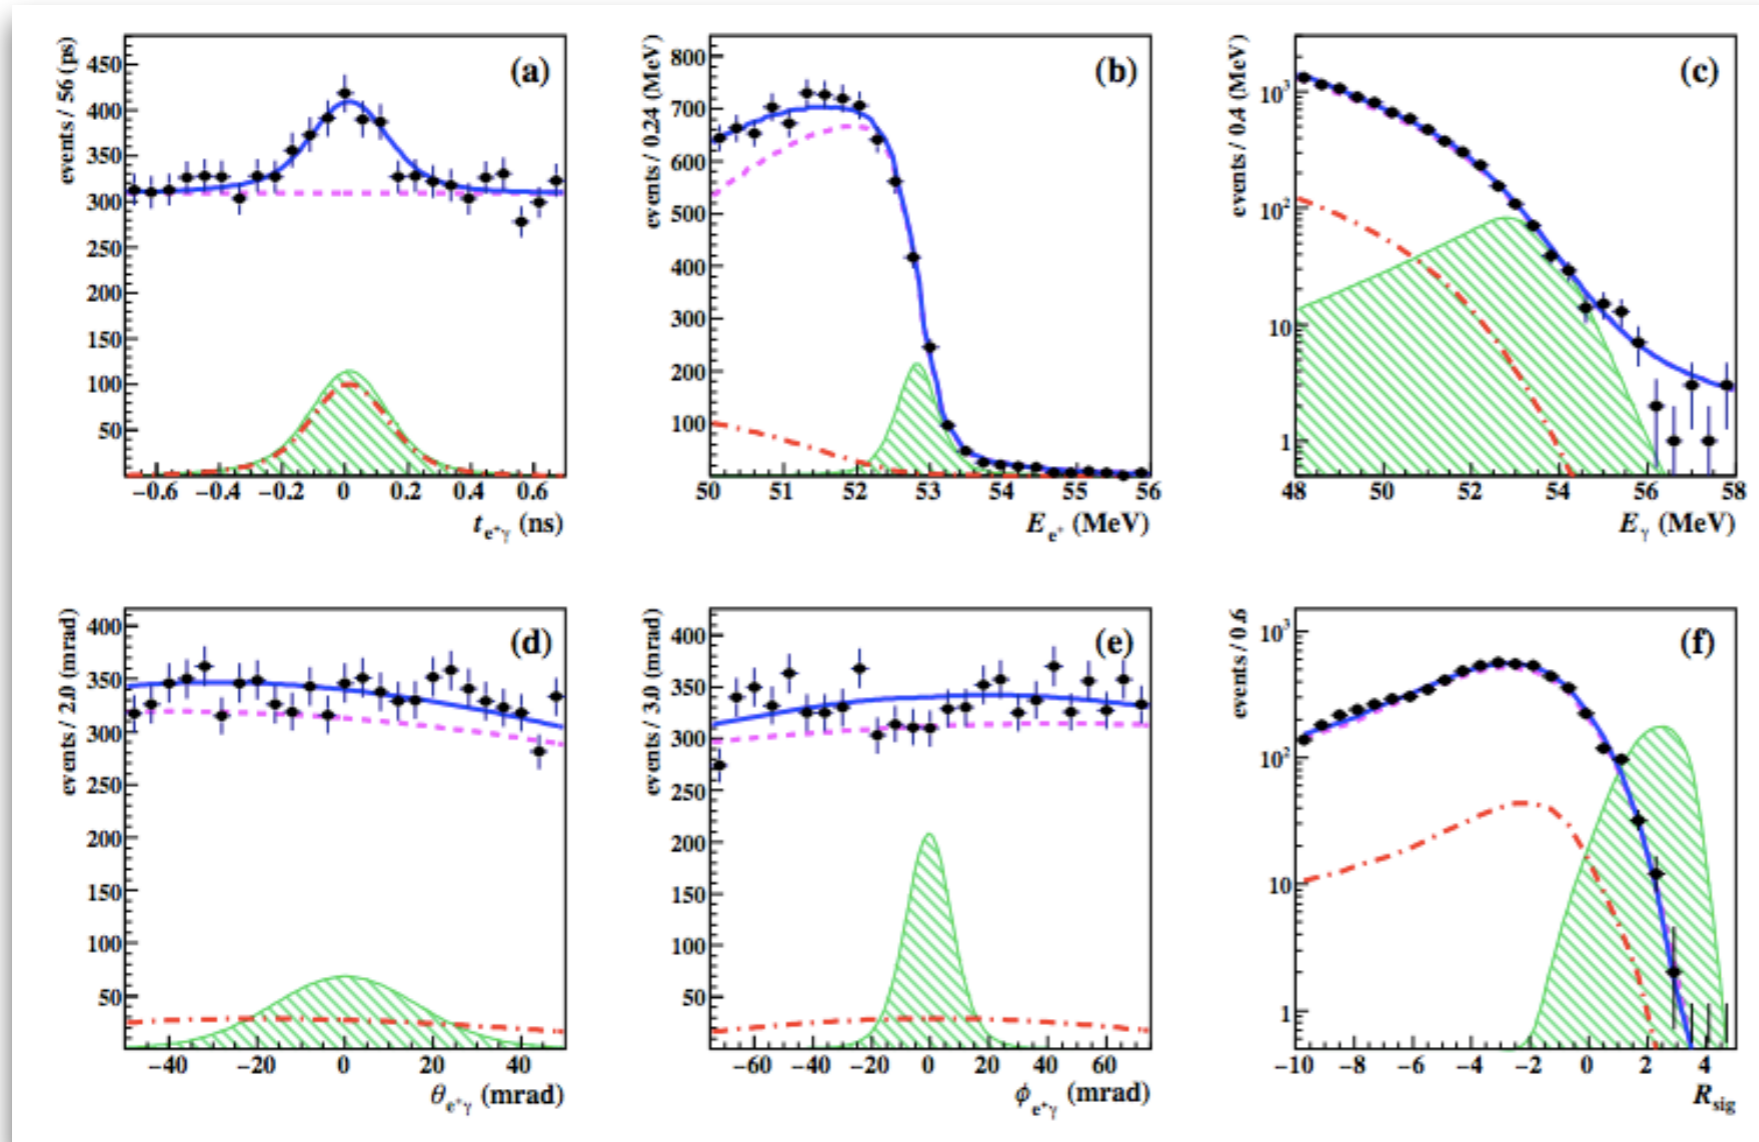 (a)
events / 56 (ps)
450
400
350
300
250
200
150
100
50
−0.6 −0.4 −0.2 0 0.2 0.4 0.6
t_e⁺γ (ns)
(b)
events / 0.24 (MeV)
800
700
600
500
400
300
200
100
50 51 52 53 54 55 56
E_e⁺ (MeV)
(c)
events / 0.4 (MeV)
10³
10²
10
1
48 50 52 54 56 58
E_γ (MeV)
(d)
events / 2.0 (mrad)
400
350
300
250
200
150
100
50
−40 −20 0 20 40
θ_e⁺γ (mrad)
(e)
events / 3.0 (mrad)
400
350
300
250
200
150
100
50
−60 −40 −20 0 20 40 60
ϕ_e⁺γ (mrad)
(f)
events / 0.6
10³
10²
10
1
−10 −8 −6 −4 −2 0 2 4
R_sig